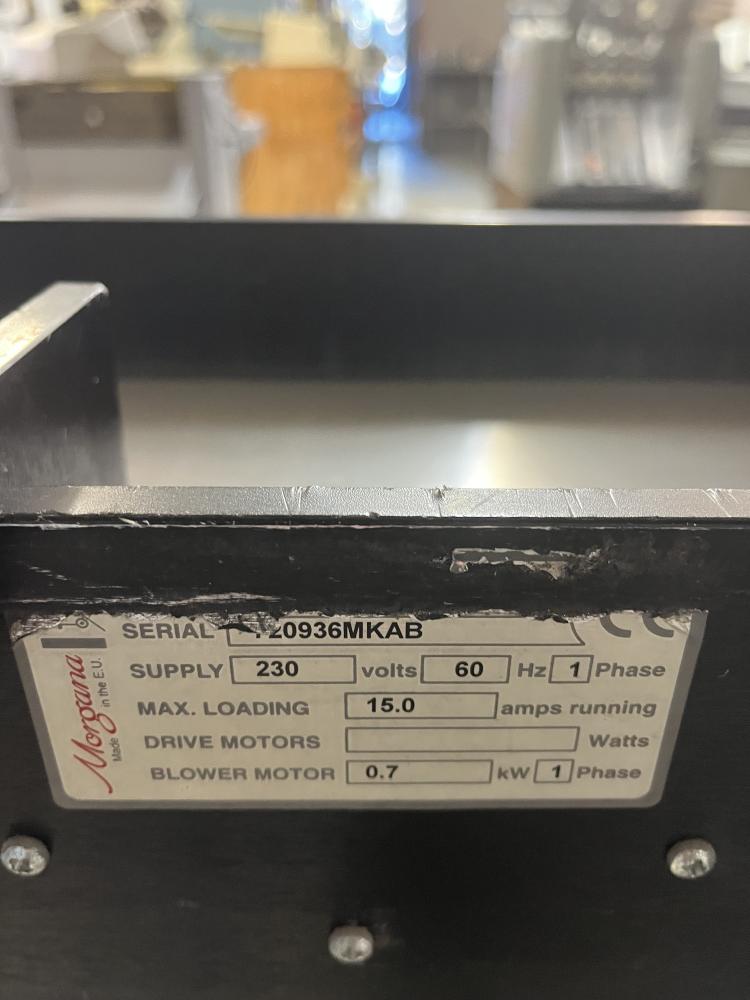 SERIAL 20936MKAB
SUPPLY 230 volts 60 Hz 1 Phase
MAX. LOADING 15.0 amps running
DRIVE MOTORS Watts
BLOWER MOTOR 0.7 kW 1 Phase
Morgana
Made in the E.U.